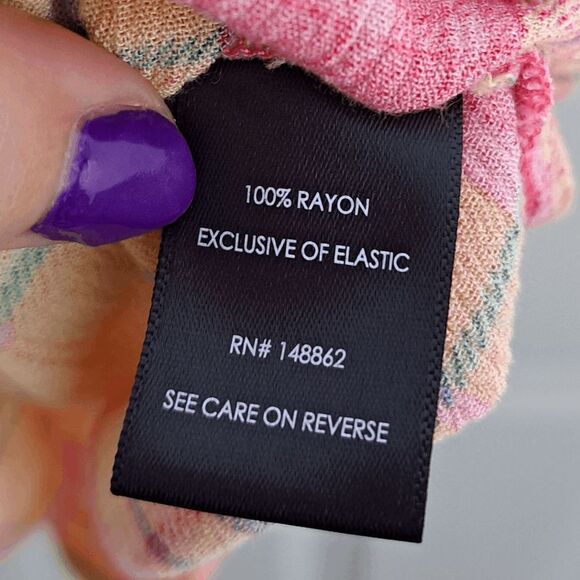 100% RAYON
EXCLUSIVE OF ELASTIC
RN# 148862
SEE CARE ON REVERSE